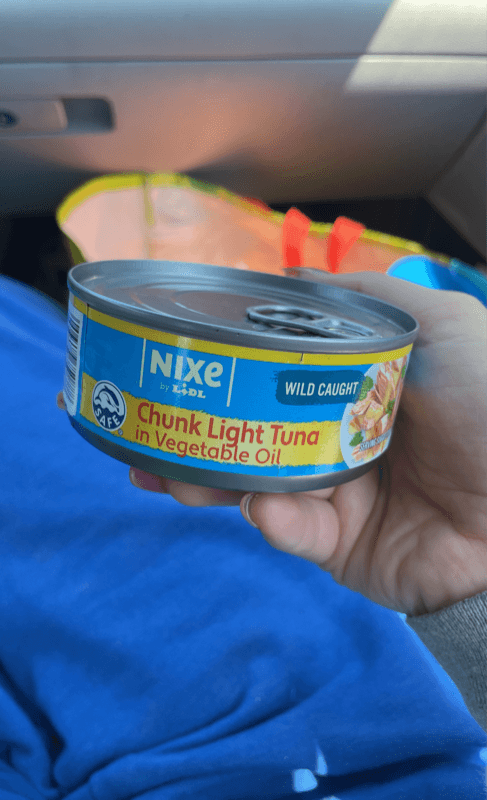 NIXe
by LiDL
WILD CAUGHT
SAFE
Chunk Light Tuna
in Vegetable Oil